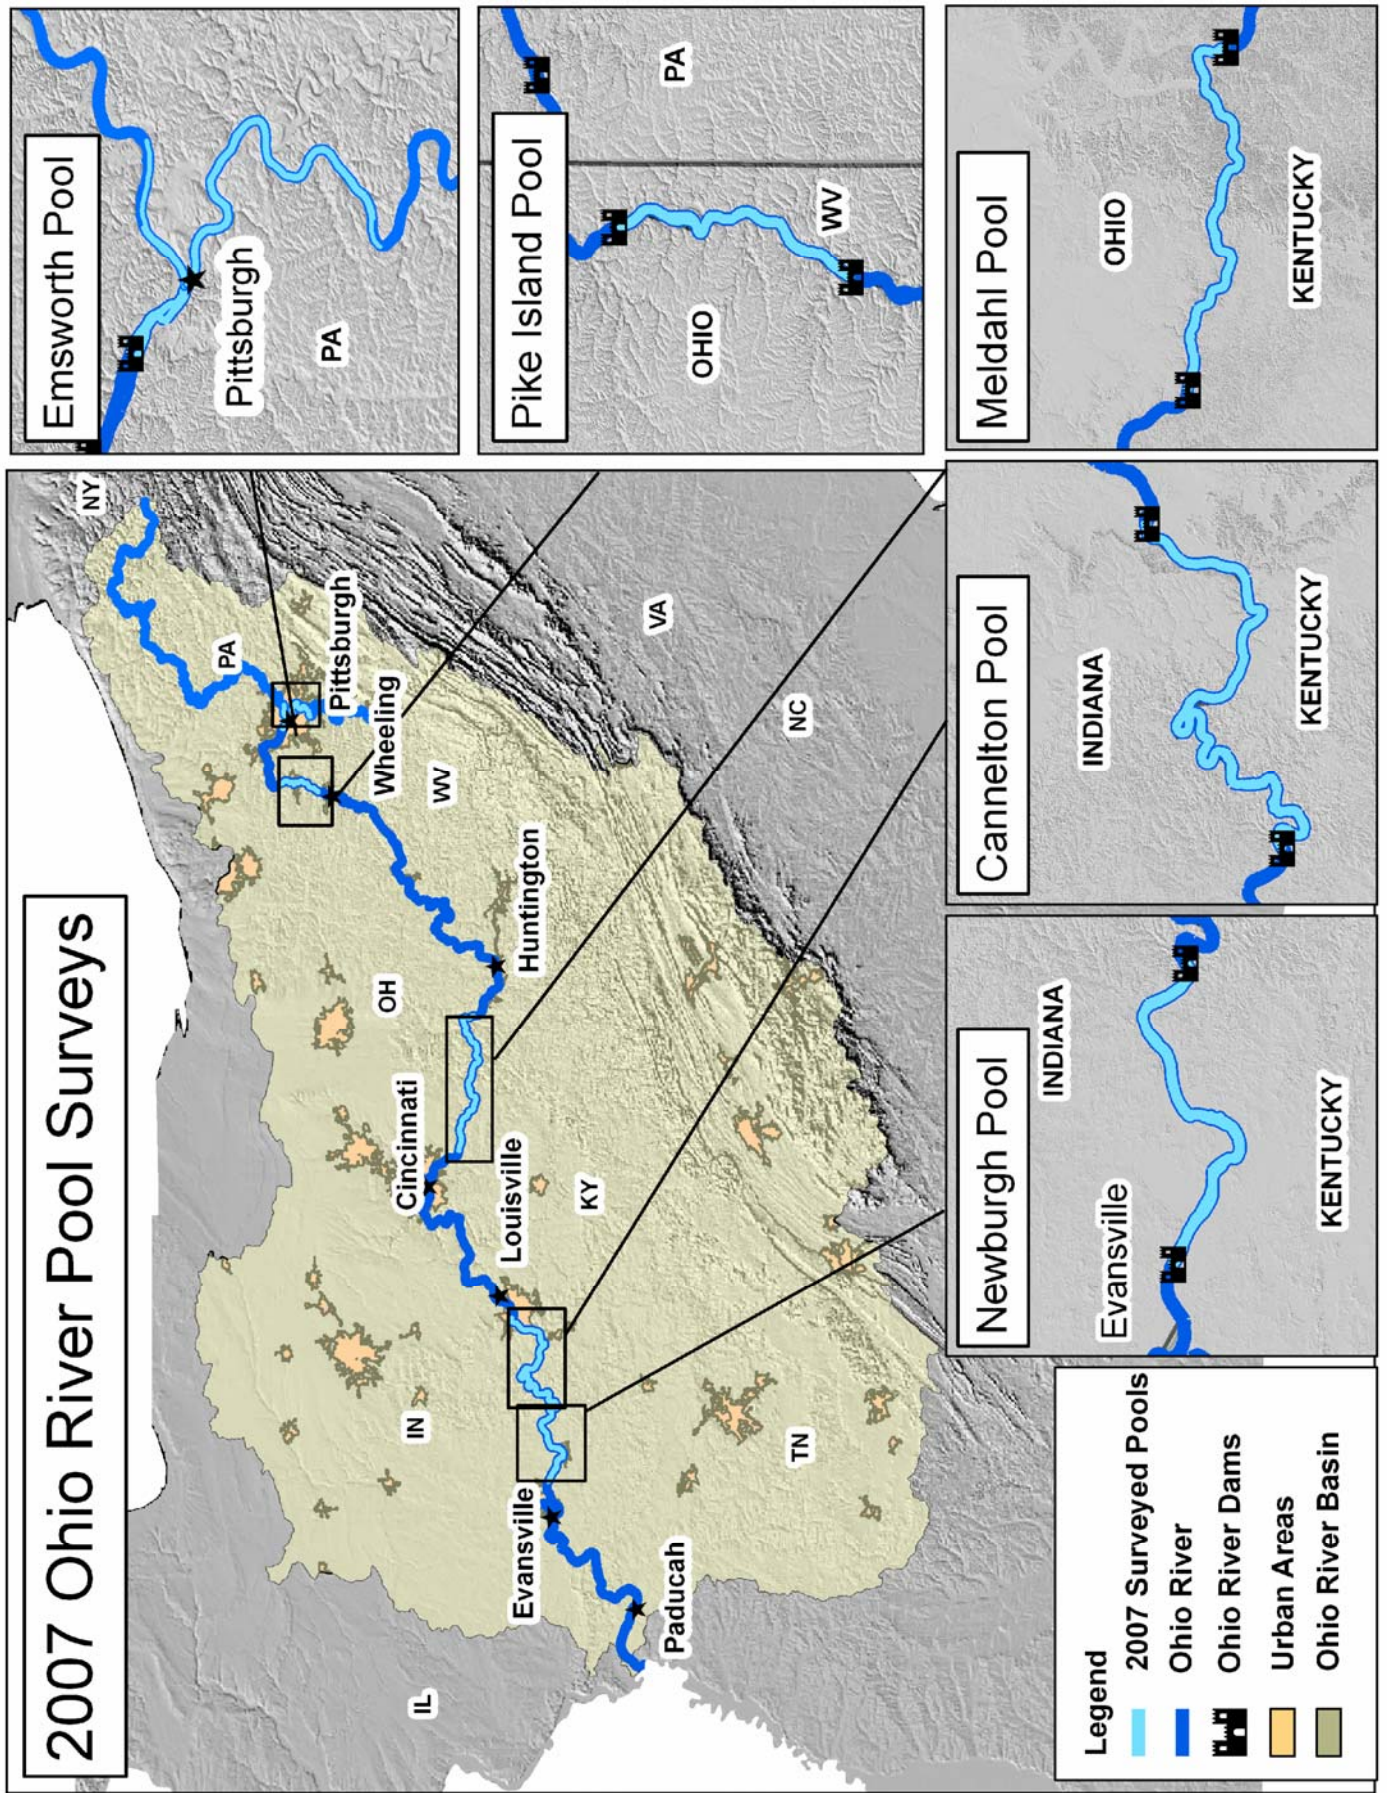 2007 Ohio River Pool Surveys
NY
PA
Pittsburgh
Wheeling
WV
OH
Huntington
Cincinnati
Louisville
KY
IN
Evansville
Paducah
IL
TN
VA
NC
Emsworth Pool
Pittsburgh
PA
Pike Island Pool
OHIO
WV
PA
Meldahl Pool
OHIO
KENTUCKY
Cannelton Pool
INDIANA
KENTUCKY
Newburgh Pool
Evansville
INDIANA
KENTUCKY
Legend
2007 Surveyed Pools
Ohio River
Ohio River Dams
Urban Areas
Ohio River Basin